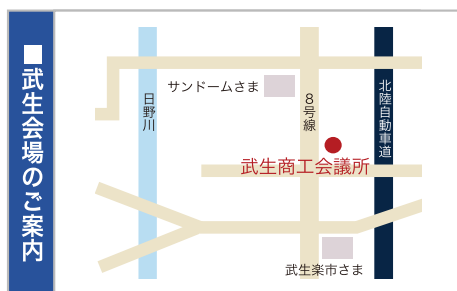 ■武生会場のご案内
日野川
サンドームさま
8号線
北陸自動車道
武生商工会議所
武生楽市さま